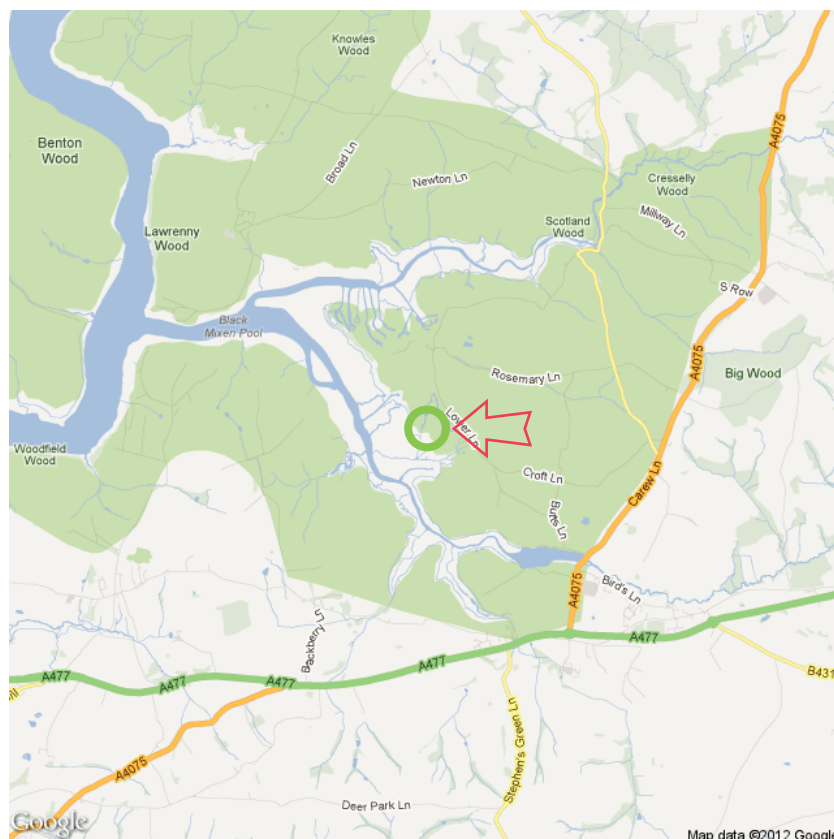 Knowles
Wood
A4075
Benton
Wood
Broad Ln
Newton Ln
Cresselly
Wood
Millway Ln
Scotland
Wood
Lawrenny
Wood
S Row
Black
Mixen Pool
A4075
Rosemary Ln
Big Wood
Lower Ln
Woodfield
Wood
Croft Ln
Carew Ln
Butts Ln
A4075
Bird's Ln
Backberry Ln
A477
A477
A477
A477
A477
B431
Stephen's Green Ln
A4075
Deer Park Ln
Google
Map data ©2012 Google